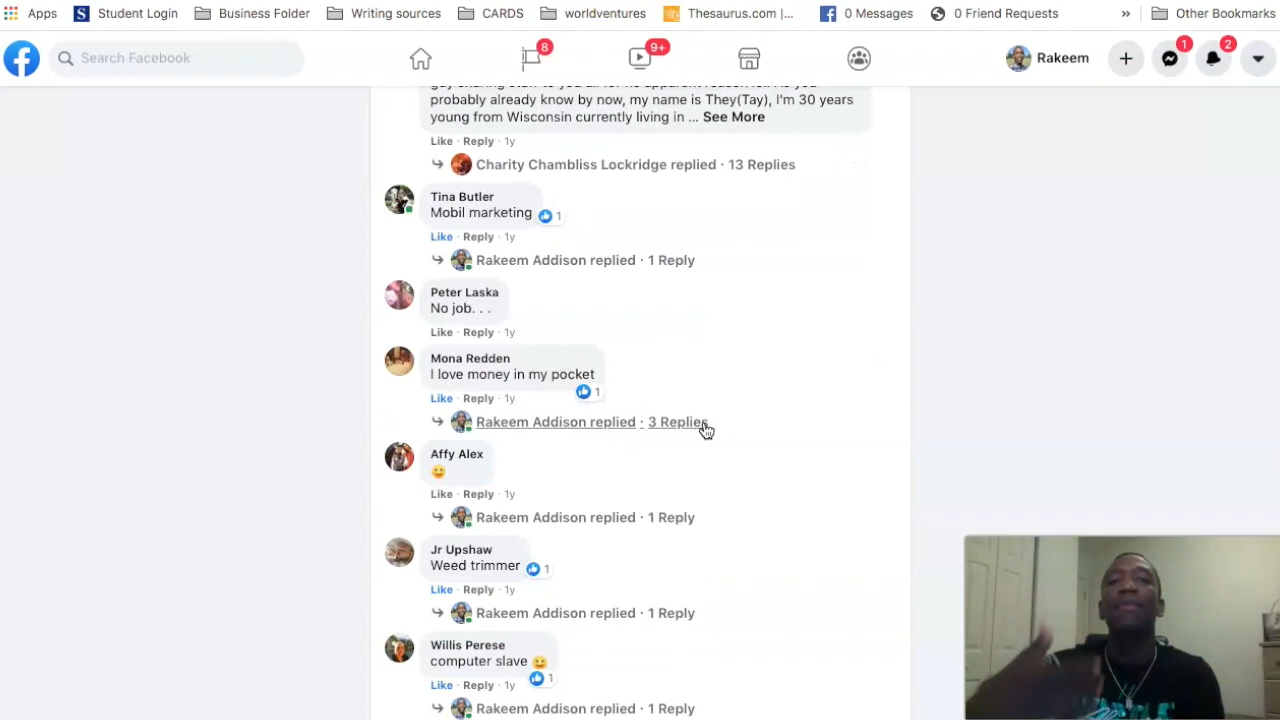 Apps Student Login Business Folder Writing sources CARDS worldventures Thesaurus.com |... 0 Messages 0 Friend Requests » Other Bookmarks
Search Facebook 8 9+ Rakeem 1 2
probably already know by now, my name is They(Tay), I'm 30 years
young from Wisconsin currently living in ... See More
Like · Reply · 1y
Charity Chambliss Lockridge replied · 13 Replies
Tina Butler
Mobil marketing 1
Like · Reply · 1y
Rakeem Addison replied · 1 Reply
Peter Laska
No job. . .
Like · Reply · 1y
Mona Redden
I love money in my pocket
1
Like · Reply · 1y
Rakeem Addison replied · 3 Replies
Affy Alex
Like · Reply · 1y
Rakeem Addison replied · 1 Reply
Jr Upshaw
Weed trimmer 1
Like · Reply · 1y
Rakeem Addison replied · 1 Reply
Willis Perese
computer slave
1
Like · Reply · 1y
Rakeem Addison replied · 1 Reply